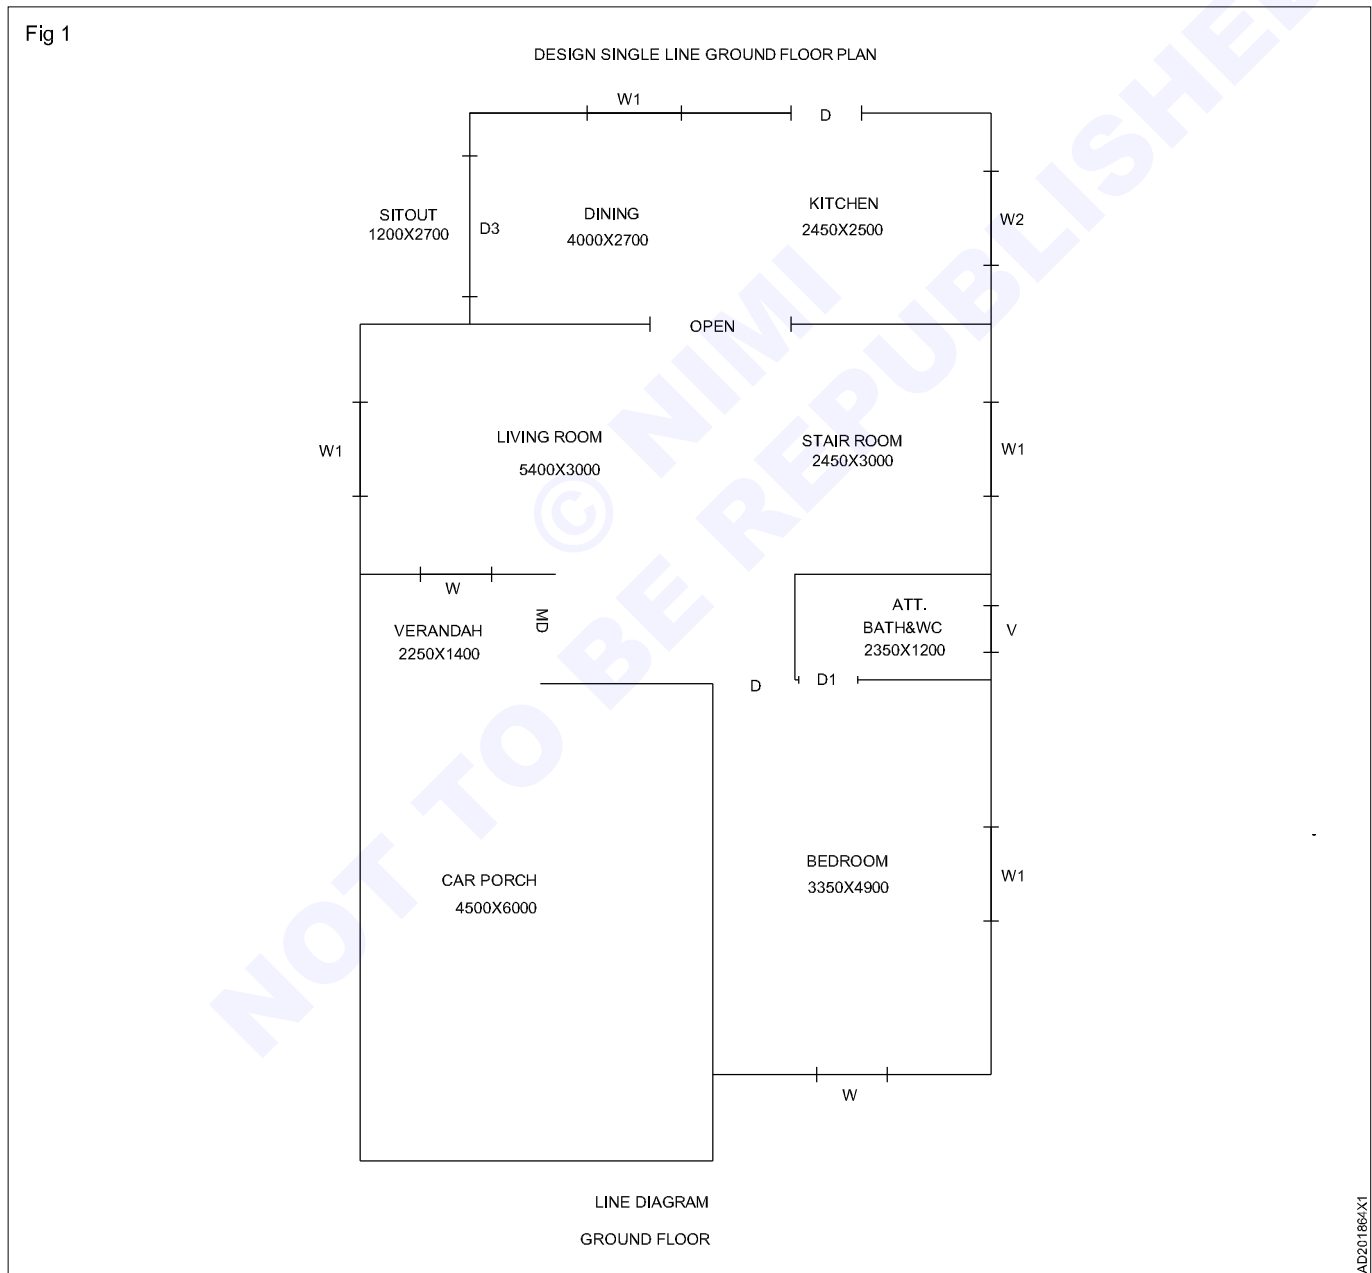 Fig 1
DESIGN SINGLE LINE GROUND FLOOR PLAN
W1
D
SITOUT
1200X2700
D3
DINING
4000X2700
KITCHEN
2450X2500
W2
OPEN
W1
LIVING ROOM
5400X3000
STAIR ROOM
2450X3000
W1
W
VERANDAH
2250X1400
MD
ATT.
BATH&WC
2350X1200
V
D
D1
CAR PORCH
4500X6000
BEDROOM
3350X4900
W1
W
LINE DIAGRAM
GROUND FLOOR
AD201864X1
© NIMI
NOT TO BE REPUBLISHED